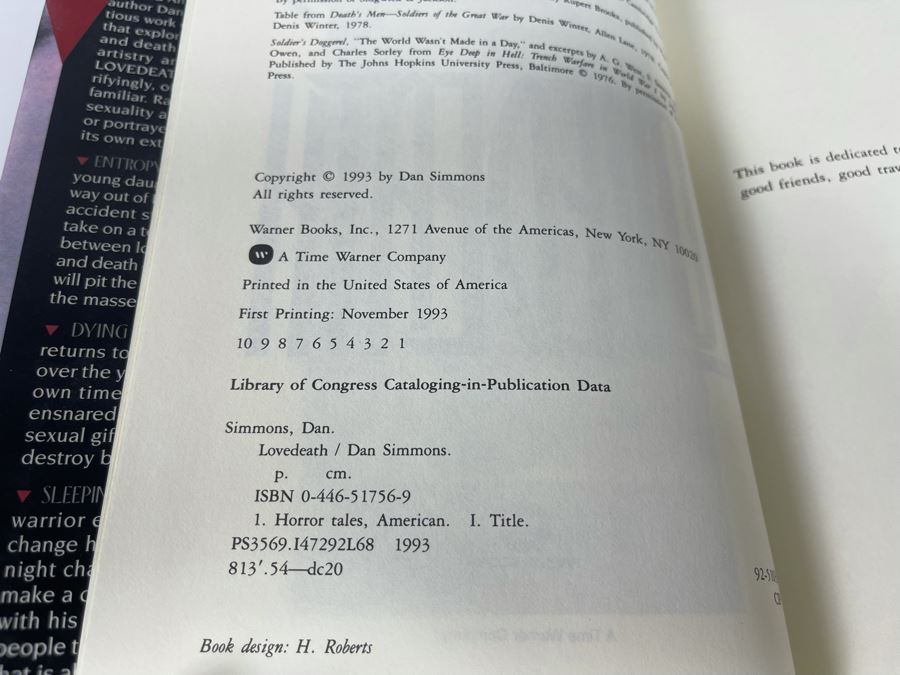 author Dan
tious work
that explor
and death
artistry an
LOVEDEAT
rifyingly, o
familiar. Ra
sexuality a
or portraye
its own ext
ENTROPY
young dau
way out of
accident s
take on a t
between lo
and death
will pit the
the masse
DYING
returns to
over the y
own time
ensnared
sexual gif
destroy b
SLEEPIN
warrior
change h
night cha
make a c
with his
people t
Table from Death's Men—Soldiers of the Great War by Denis Winter, Allen Lane,
Denis Winter, 1978.
Soldier's Doggerel, "The World Wasn't Made in a Day," and excerpts by A. G. West,
Owen, and Charles Sorley from Eye Deep in Hell: Trench Warfare in World War I
Published by The Johns Hopkins University Press, Baltimore © 1976. By permission
Press.
Copyright © 1993 by Dan Simmons
All rights reserved.
Warner Books, Inc., 1271 Avenue of the Americas, New York, NY 10020
W A Time Warner Company
Printed in the United States of America
First Printing: November 1993
10 9 8 7 6 5 4 3 2 1
Library of Congress Cataloging-in-Publication Data
Simmons, Dan.
Lovedeath / Dan Simmons.
p. cm.
ISBN 0-446-51756-9
1. Horror tales, American. I. Title.
PS3569.I47292L68 1993
813'.54—dc20
92-51
Book design: H. Roberts
This book is dedicated to
good friends, good trav